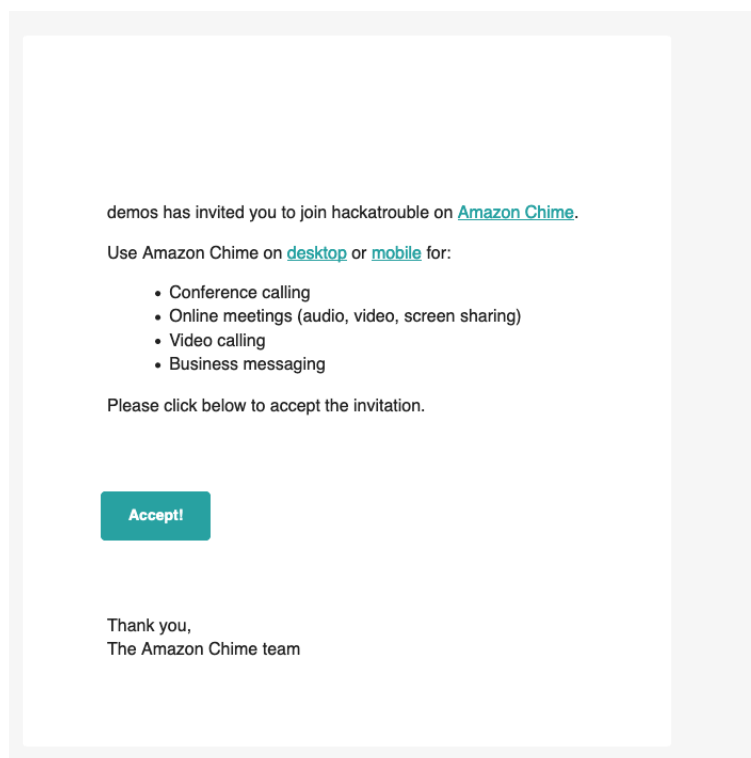 demos has invited you to join hackatrouble on Amazon Chime.
Use Amazon Chime on desktop or mobile for:
• Conference calling
• Online meetings (audio, video, screen sharing)
• Video calling
• Business messaging
Please click below to accept the invitation.
Accept!
Thank you,
The Amazon Chime team